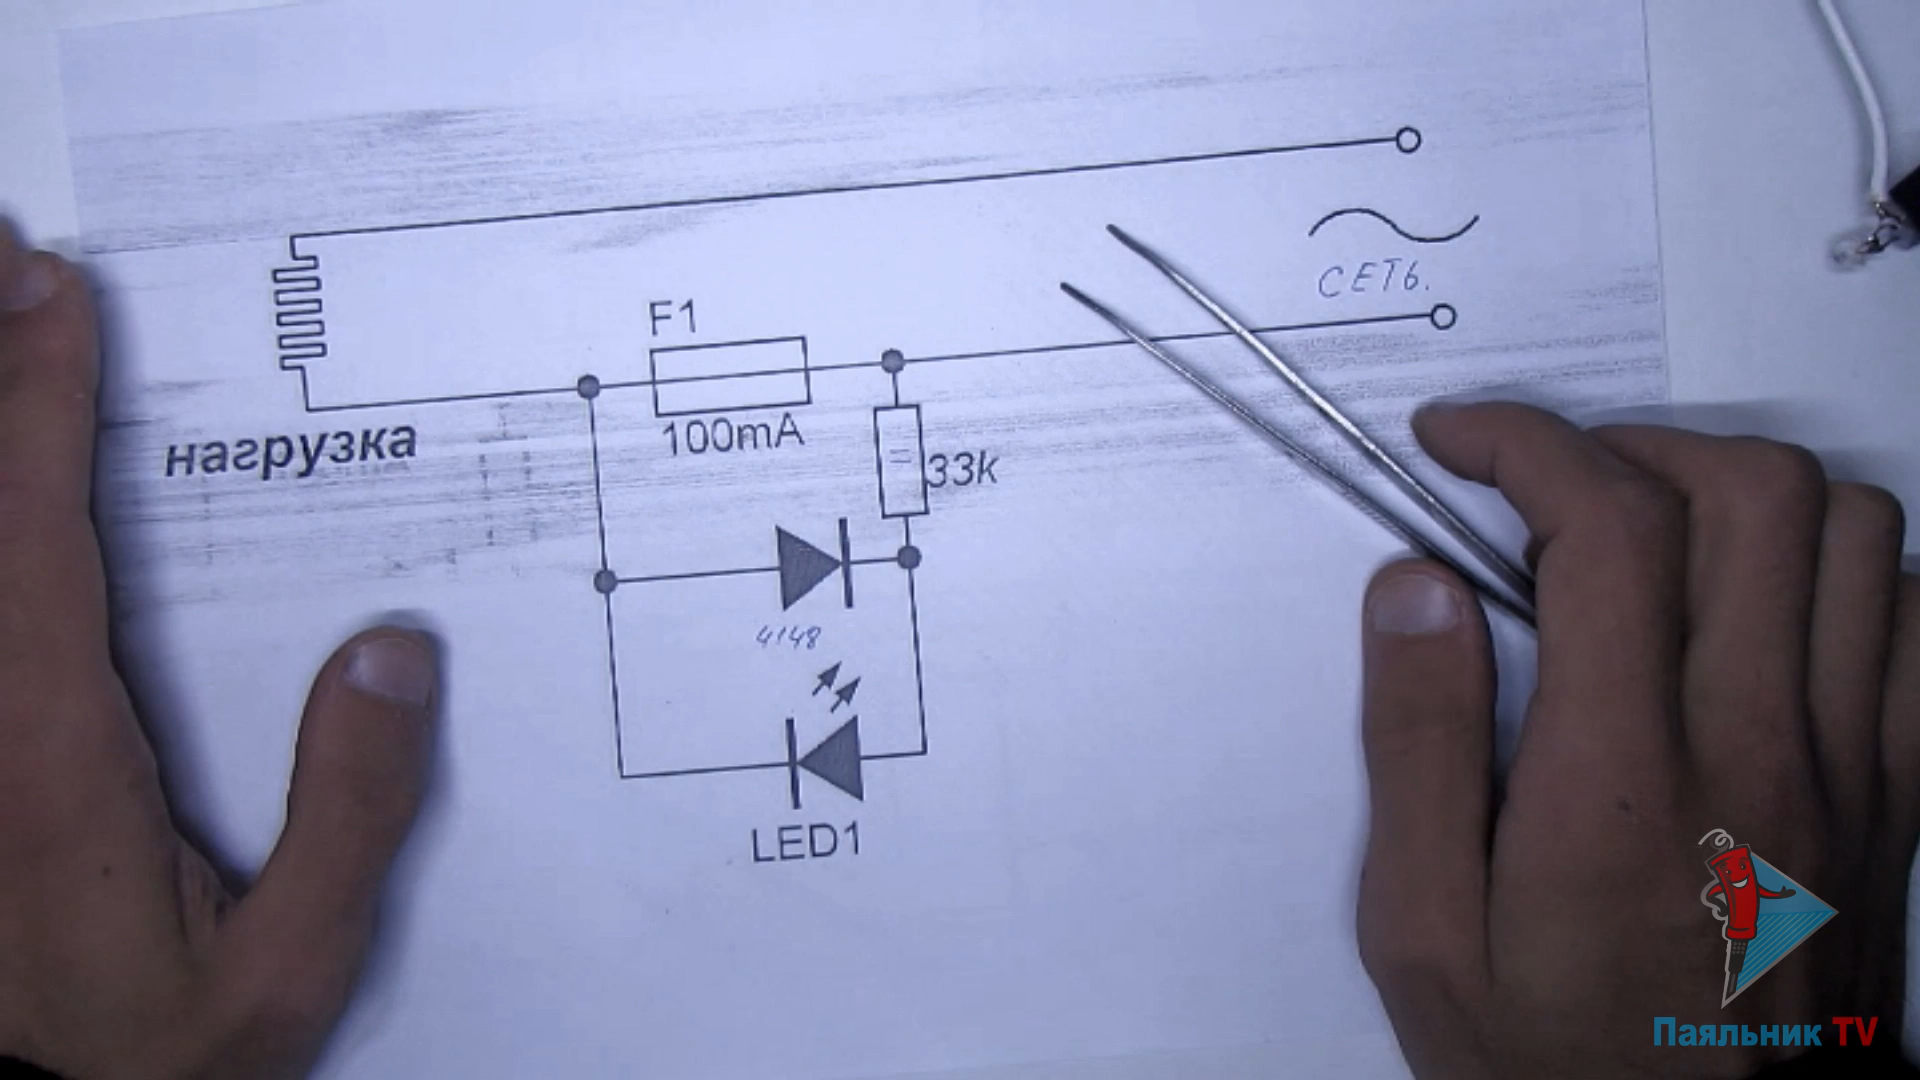 СЕТЬ.
F1
100mA
нагрузка
33k
4148
LED1
Паяльник TV